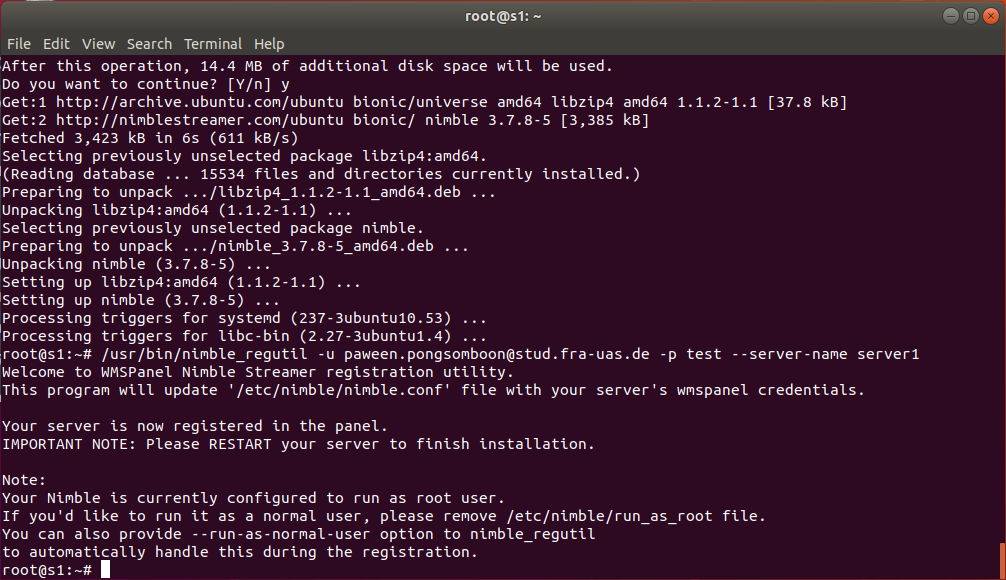 root@s1: ~
File Edit View Search Terminal Help
After this operation, 14.4 MB of additional disk space will be used.
Do you want to continue? [Y/n] y
Get:1 http://archive.ubuntu.com/ubuntu bionic/universe amd64 libzip4 amd64 1.1.2-1.1 [37.8 kB]
Get:2 http://nimblestreamer.com/ubuntu bionic/ nimble 3.7.8-5 [3,385 kB]
Fetched 3,423 kB in 6s (611 kB/s)
Selecting previously unselected package libzip4:amd64.
(Reading database ... 15534 files and directories currently installed.)
Preparing to unpack .../libzip4_1.1.2-1.1_amd64.deb ...
Unpacking libzip4:amd64 (1.1.2-1.1) ...
Selecting previously unselected package nimble.
Preparing to unpack .../nimble_3.7.8-5_amd64.deb ...
Unpacking nimble (3.7.8-5) ...
Setting up libzip4:amd64 (1.1.2-1.1) ...
Setting up nimble (3.7.8-5) ...
Processing triggers for systemd (237-3ubuntu10.53) ...
Processing triggers for libc-bin (2.27-3ubuntu1.4) ...
root@s1:~# /usr/bin/nimble_regutil -u paween.pongsomboon@stud.fra-uas.de -p test --server-name server1
Welcome to WMSPanel Nimble Streamer registration utility.
This program will update '/etc/nimble/nimble.conf' file with your server's wmspanel credentials.
Your server is now registered in the panel.
IMPORTANT NOTE: Please RESTART your server to finish installation.
Note:
Your Nimble is currently configured to run as root user.
If you'd like to run it as a normal user, please remove /etc/nimble/run_as_root file.
You can also provide --run-as-normal-user option to nimble_regutil
to automatically handle this during the registration.
root@s1:~#